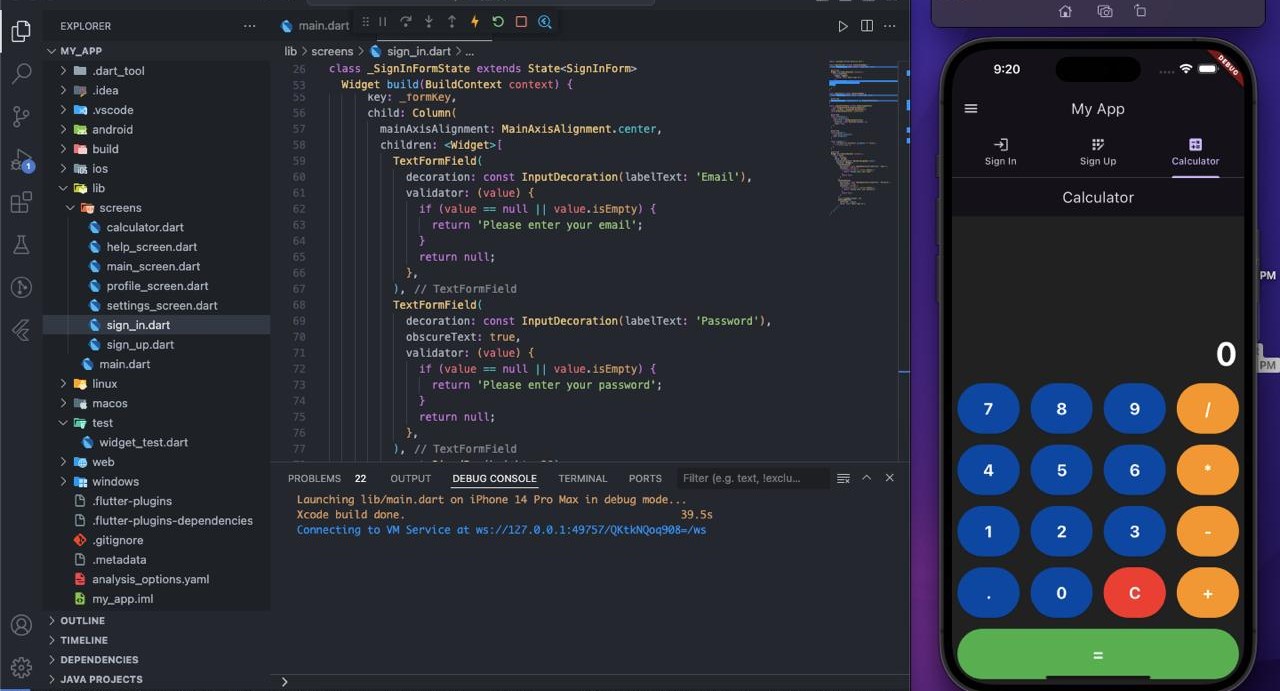 EXPLORER
MY_APP
.dart_tool
.idea
.vscode
android
build
ios
lib
screens
calculator.dart
help_screen.dart
main_screen.dart
profile_screen.dart
settings_screen.dart
sign_in.dart
sign_up.dart
main.dart
linux
macos
test
widget_test.dart
web
windows
.flutter-plugins
.flutter-plugins-dependencies
.gitignore
.metadata
analysis_options.yaml
my_app.iml
OUTLINE
TIMELINE
DEPENDENCIES
JAVA PROJECTS
1
main.dart
lib > screens > sign_in.dart > ...
26 class _SignInFormState extends State<SignInForm>
53 Widget build(BuildContext context) {
55 key: _formKey,
56 child: Column(
57 mainAxisAlignment: MainAxisAlignment.center,
58 children: <Widget>[
59 TextFormField(
60 decoration: const InputDecoration(labelText: 'Email'),
61 validator: (value) {
62 if (value == null || value.isEmpty) {
63 return 'Please enter your email';
64 }
65 return null;
66 },
67 ), // TextFormField
68 TextFormField(
69 decoration: const InputDecoration(labelText: 'Password'),
70 obscureText: true,
71 validator: (value) {
72 if (value == null || value.isEmpty) {
73 return 'Please enter your password';
74 }
75 return null;
76 },
77 ), // TextFormField
PROBLEMS 22 OUTPUT DEBUG CONSOLE TERMINAL PORTS Filter (e.g. text, !exclu...
Launching lib/main.dart on iPhone 14 Pro Max in debug mode...
Xcode build done. 39.5s
Connecting to VM Service at ws://127.0.0.1:49757/QKtkNQoq908=/ws
9:20
DEBUG
My App
Sign In Sign Up Calculator
Calculator
0
7 8 9 /
4 5 6 *
1 2 3 -
. 0 C +
=
PM
PM